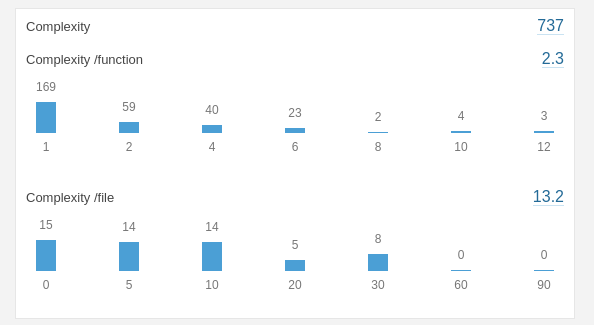 Complexity 737
Complexity /function 2.3
169 59 40 23 2 4 3
1 2 4 6 8 10 12
Complexity /file 13.2
15 14 14 5 8 0 0
0 5 10 20 30 60 90